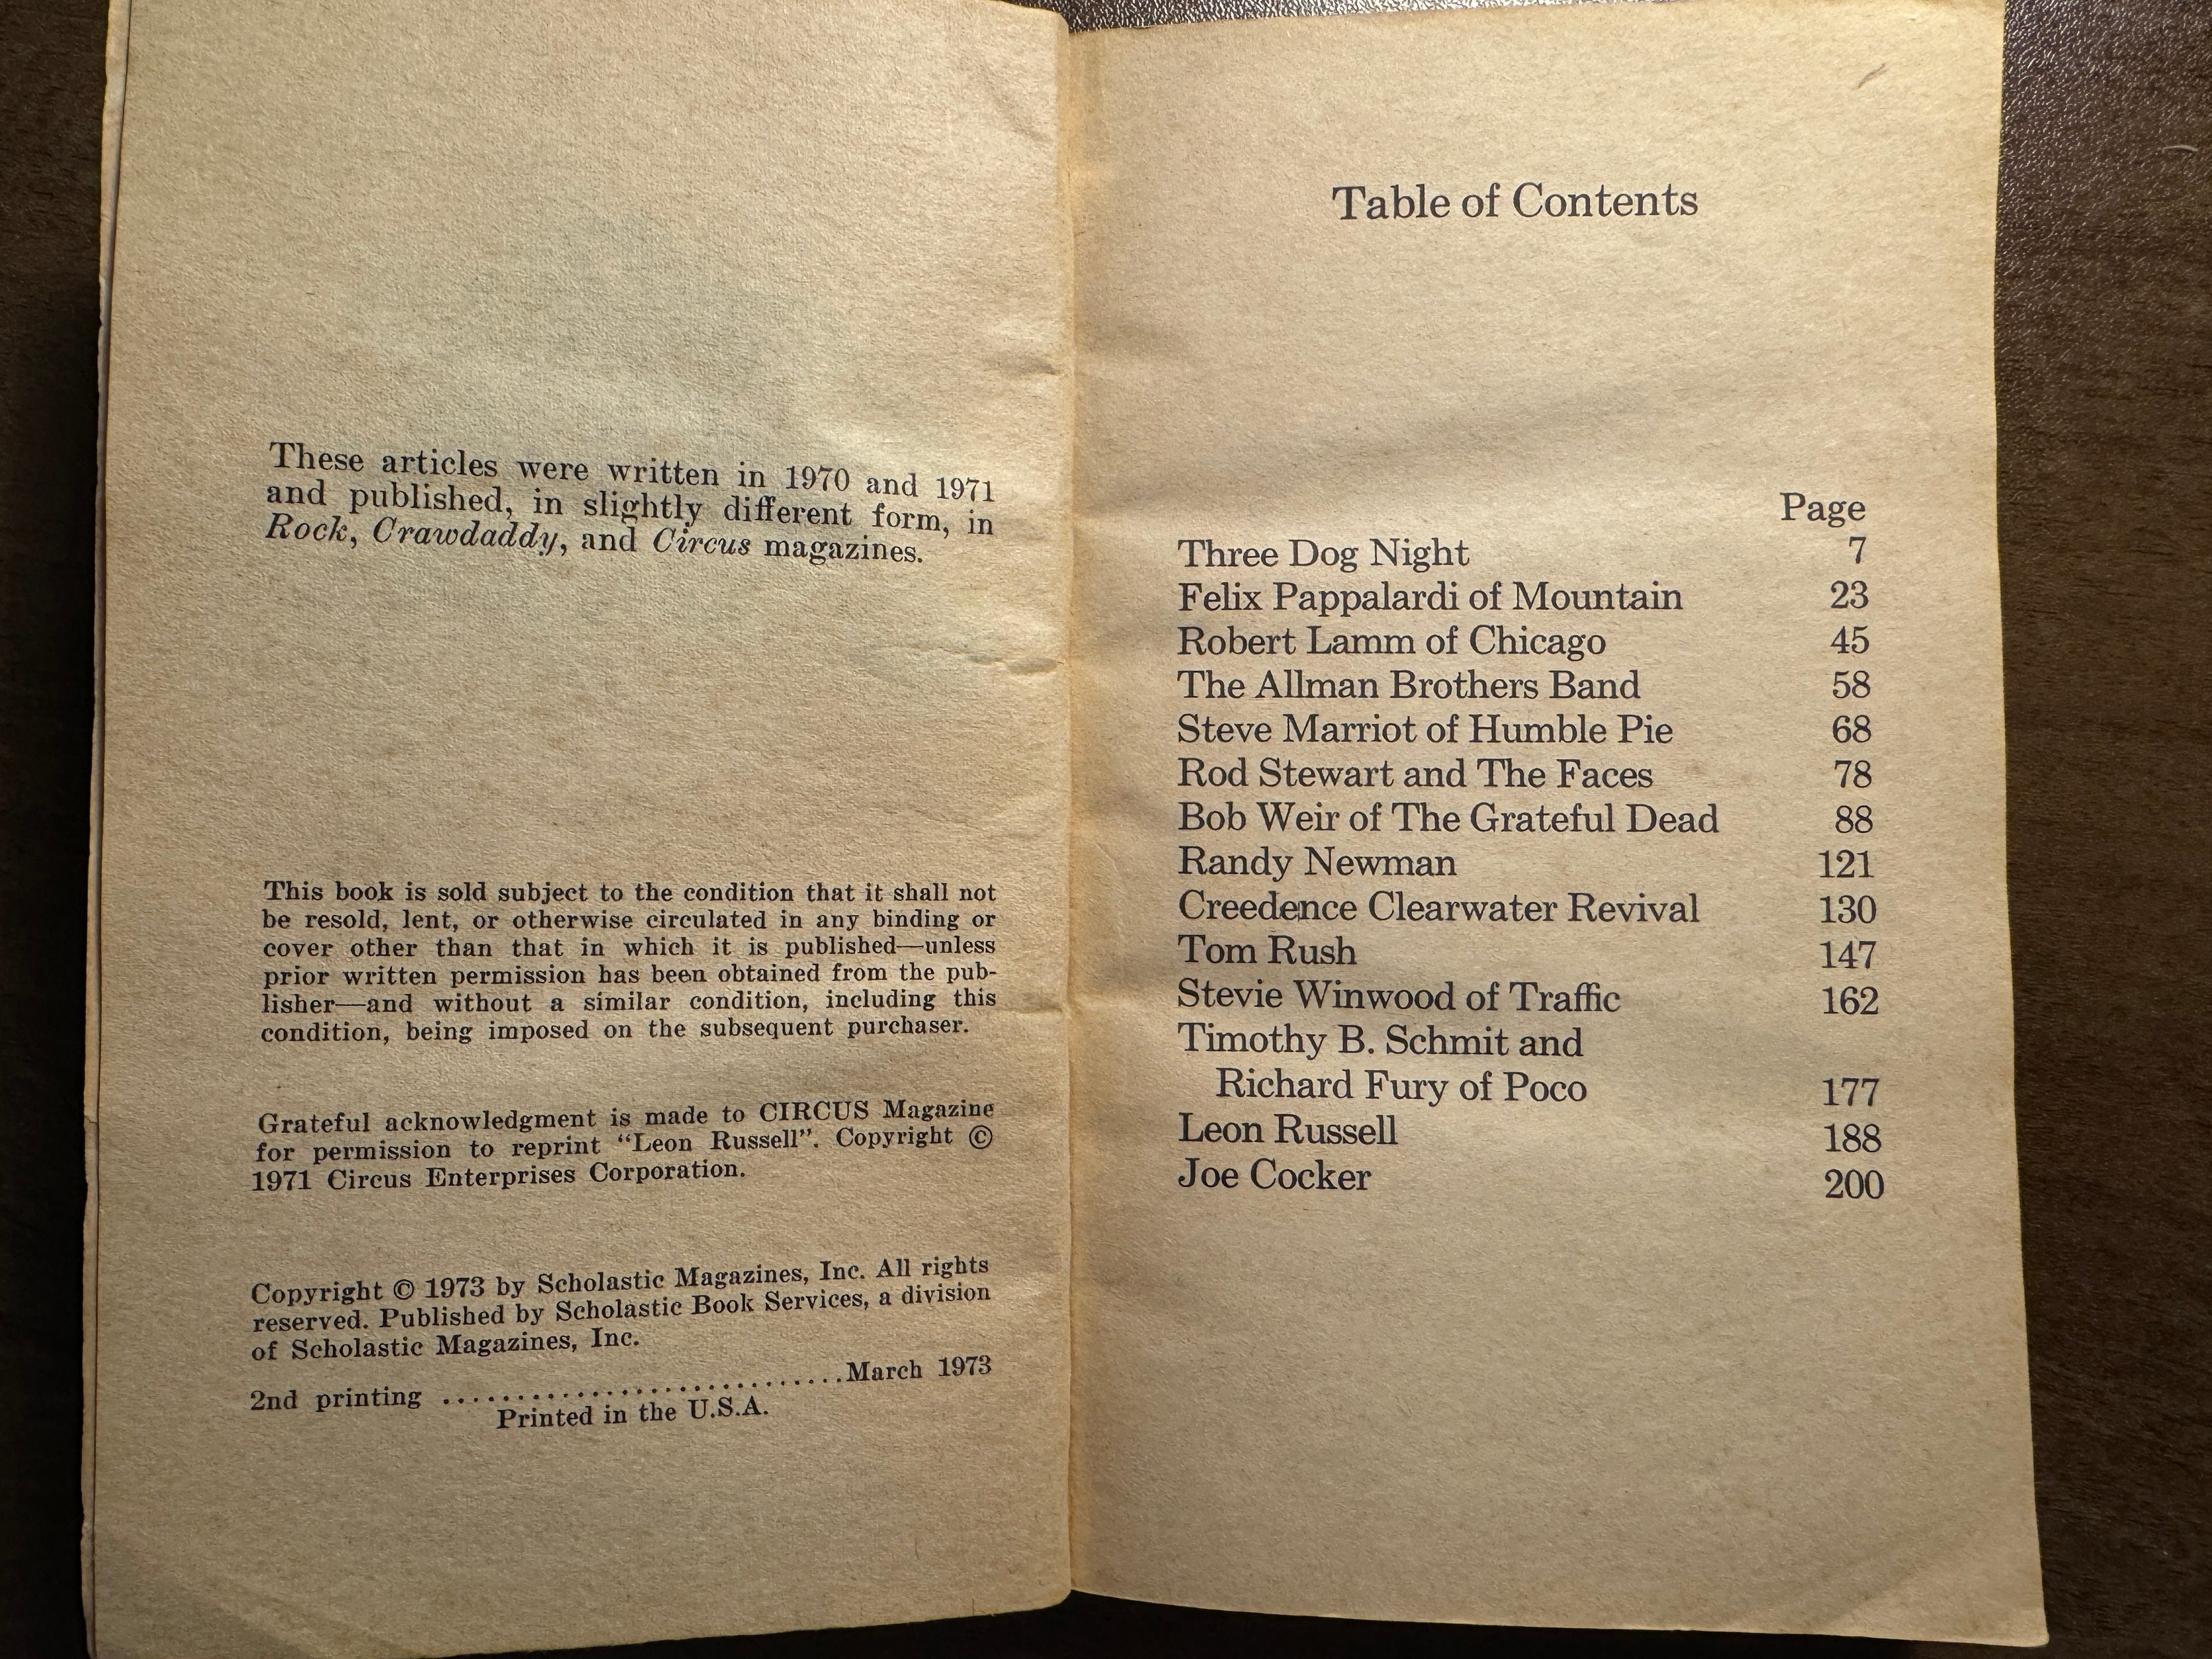 These articles were written in 1970 and 1971
and published, in slightly different form, in
Rock, Crawdaddy, and Circus magazines.
This book is sold subject to the condition that it shall not
be resold, lent, or otherwise circulated in any binding or
cover other than that in which it is published—unless
prior written permission has been obtained from the pub-
lisher—and without a similar condition, including this
condition, being imposed on the subsequent purchaser.
Grateful acknowledgment is made to CIRCUS Magazine
for permission to reprint “Leon Russell”. Copyright ©
1971 Circus Enterprises Corporation.
Copyright © 1973 by Scholastic Magazines, Inc. All rights
reserved. Published by Scholastic Book Services, a division
of Scholastic Magazines, Inc.
2nd printing ...........................March 1973
Printed in the U.S.A.
Table of Contents
Page
Three Dog Night 7
Felix Pappalardi of Mountain 23
Robert Lamm of Chicago 45
The Allman Brothers Band 58
Steve Marriot of Humble Pie 68
Rod Stewart and The Faces 78
Bob Weir of The Grateful Dead 88
Randy Newman 121
Creedence Clearwater Revival 130
Tom Rush 147
Stevie Winwood of Traffic 162
Timothy B. Schmit and
Richard Fury of Poco 177
Leon Russell 188
Joe Cocker 200